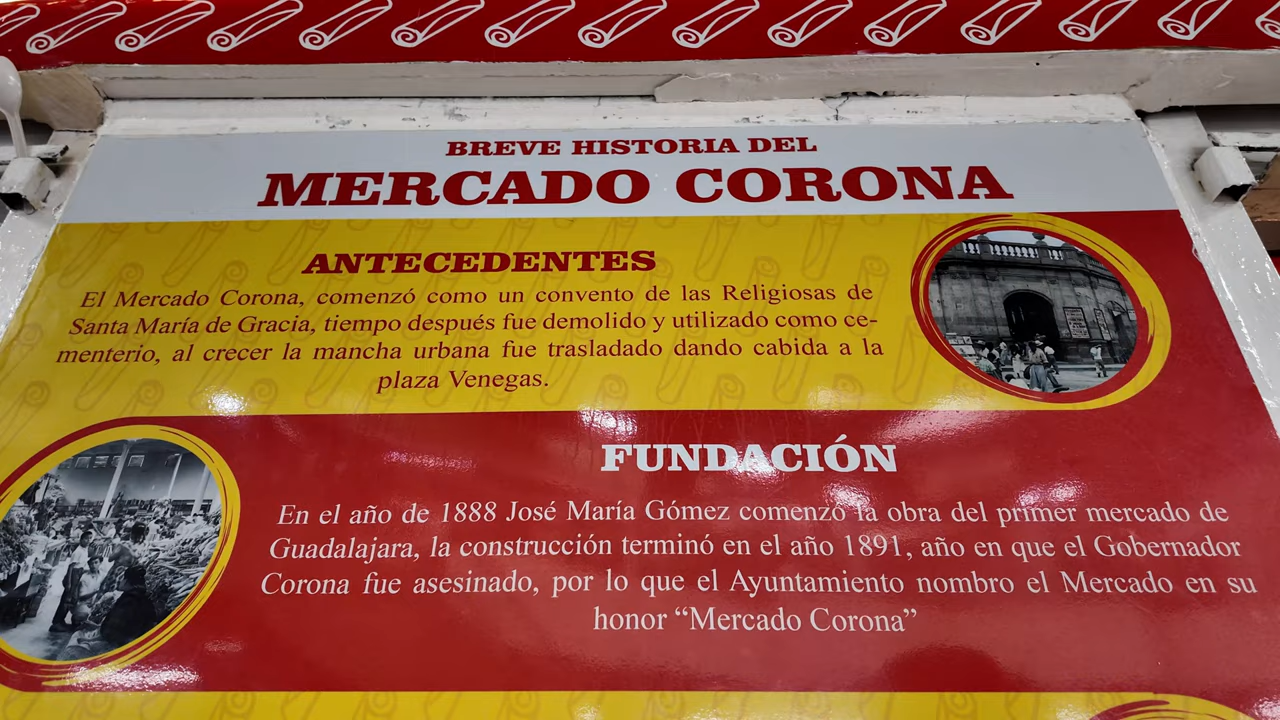 BREVE HISTORIA DEL
MERCADO CORONA
ANTECEDENTES
El Mercado Corona, comenzó como un convento de las Religiosas de
Santa María de Gracia, tiempo después fue demolido y utilizado como ce-
menterio, al crecer la mancha urbana fue trasladado dando cabida a la
plaza Venegas.
FUNDACIÓN
En el año de 1888 José María Gómez comenzó la obra del primer mercado de
Guadalajara, la construcción terminó en el año 1891, año en que el Gobernador
Corona fue asesinado, por lo que el Ayuntamiento nombro el Mercado en su
honor “Mercado Corona”